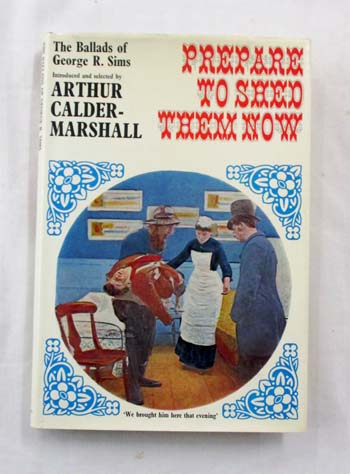 The Ballads of
George R. Sims
Introduced and selected by
ARTHUR
CALDER-
MARSHALL
PREPARE
TO SHED
THEM NOW
'We brought him here that evening'